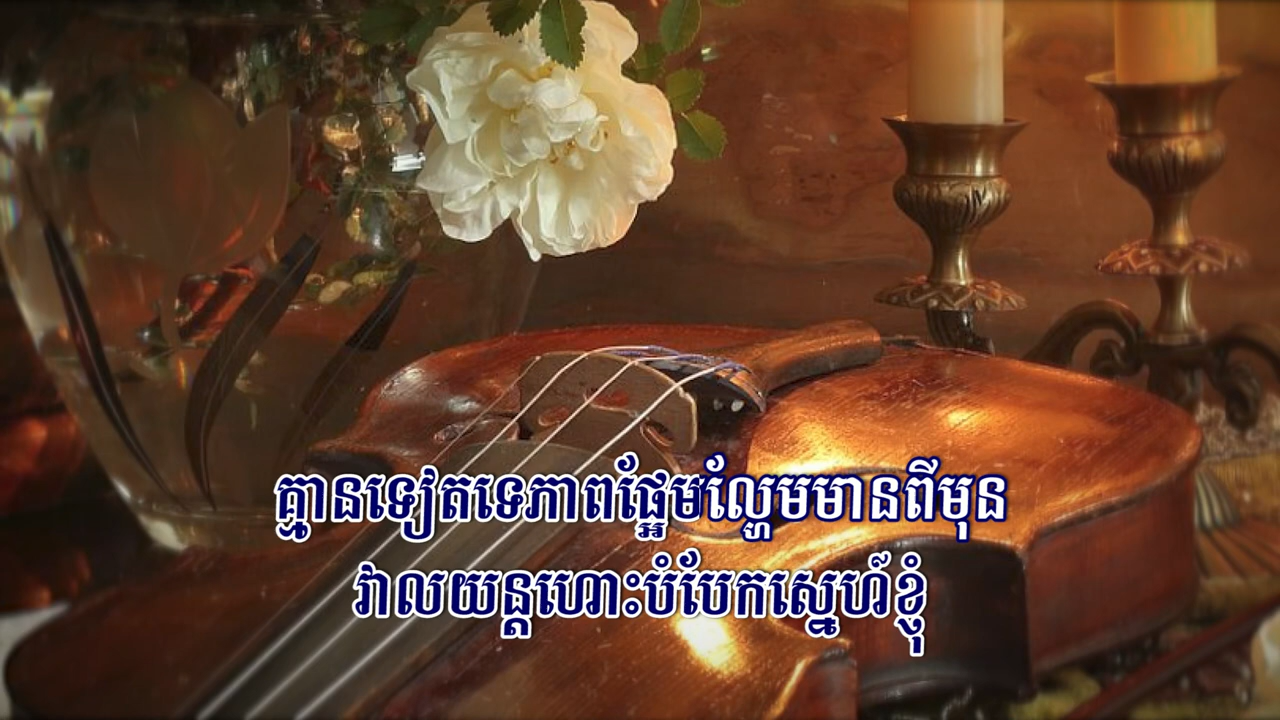 គ្មានទៀតទេភាពផ្អែមល្ហែមមានពីមុន
វាលយន្តហោះបំបែកស្នេហ៍ខ្ញុំ